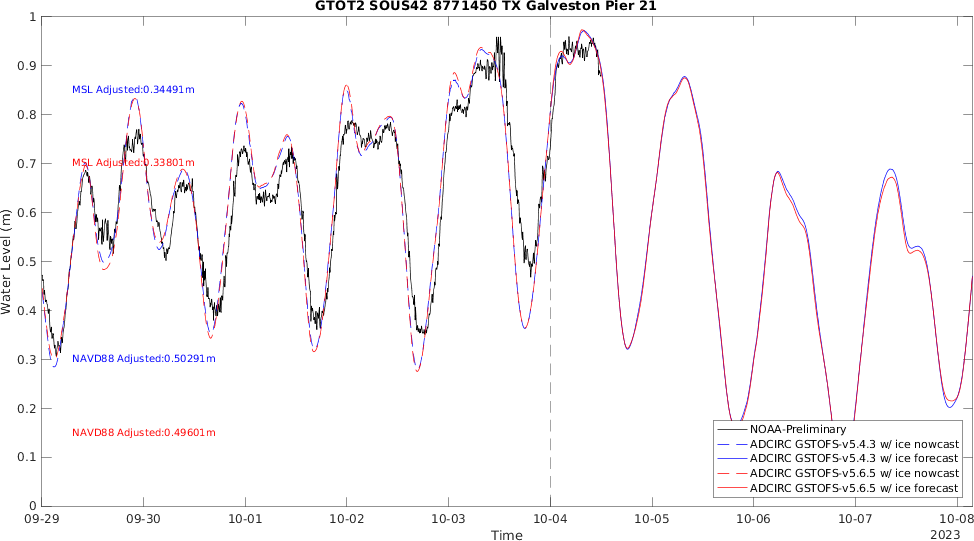 GTOT2 SOUS42 8771450 TX Galveston Pier 21
1
0.9
0.8
0.7
0.6
0.5
0.4
0.3
0.2
0.1
0
Water Level (m)
MSL Adjusted:0.34491m
MSL Adjusted:0.33801m
NAVD88 Adjusted:0.50291m
NAVD88 Adjusted:0.49601m
NOAA-Preliminary
ADCIRC GSTOFS-v5.4.3 w/ ice nowcast
ADCIRC GSTOFS-v5.4.3 w/ ice forecast
ADCIRC GSTOFS-v5.6.5 w/ ice nowcast
ADCIRC GSTOFS-v5.6.5 w/ ice forecast
09-29 09-30 10-01 10-02 10-03 10-04 10-05 10-06 10-07 10-08
Time
2023